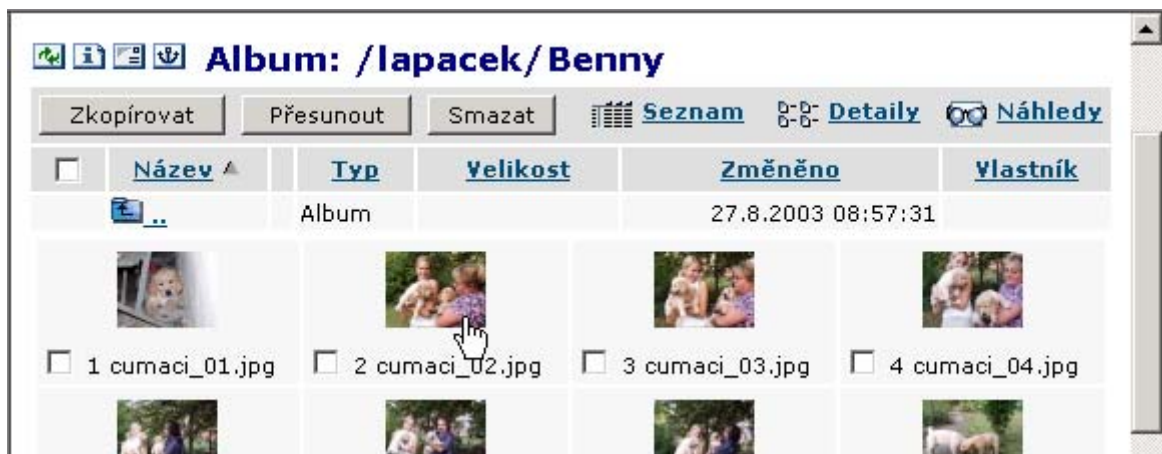 Album: /lapacek/Benny
Zkopírovat Přesunout Smazat Seznam Detaily Náhledy
Název Typ Velikost Změněno Vlastník
.. Album 27.8.2003 08:57:31
1 cumaci_01.jpg 2 cumaci_02.jpg 3 cumaci_03.jpg 4 cumaci_04.jpg